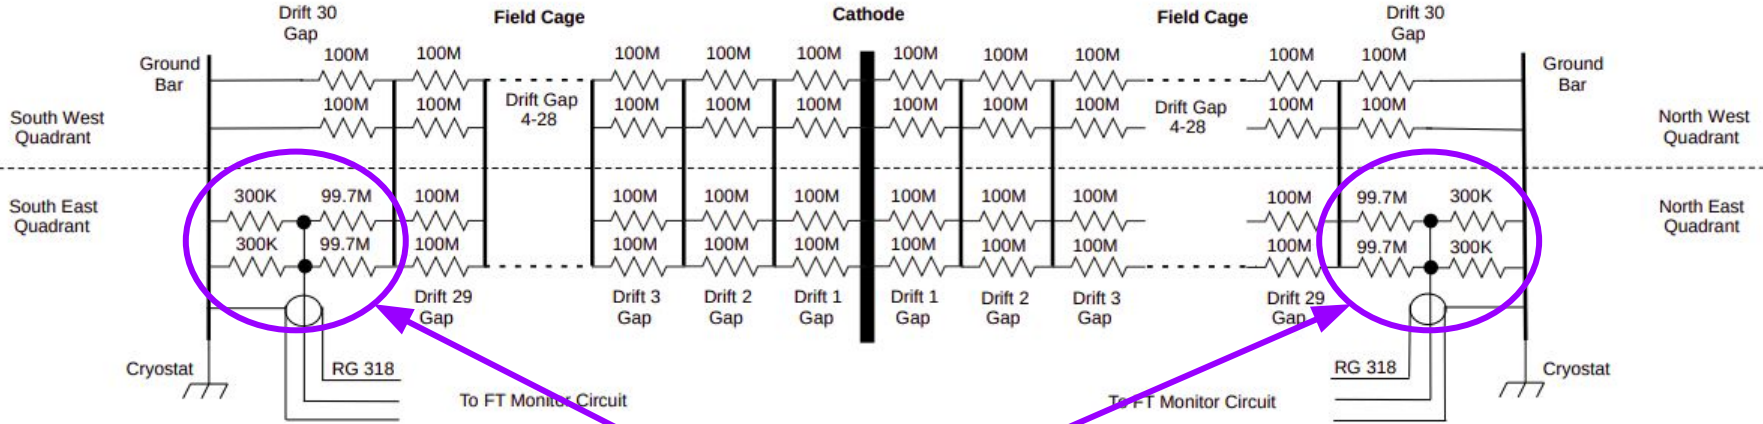 Drift 30
Gap
Field Cage
Cathode
Field Cage
Drift 30
Gap
Ground
Bar
100M 100M 100M 100M 100M 100M 100M 100M 100M 100M
Ground
Bar
100M 100M 100M 100M 100M 100M 100M 100M 100M 100M
Drift Gap
4-28
Drift Gap
4-28
South West
Quadrant
North West
Quadrant
300K 99.7M 100M 100M 100M 100M 100M 100M 100M 100M 99.7M 300K
South East
Quadrant
North East
Quadrant
300K 99.7M 100M 100M 100M 100M 100M 100M 100M 100M 99.7M 300K
Drift 29
Gap
Drift 3
Gap
Drift 2
Gap
Drift 1
Gap
Drift 1
Gap
Drift 2
Gap
Drift 3
Gap
Drift 29
Gap
Cryostat
RG 318
RG 318
Cryostat
To FT Monitor Circuit
To FT Monitor Circuit